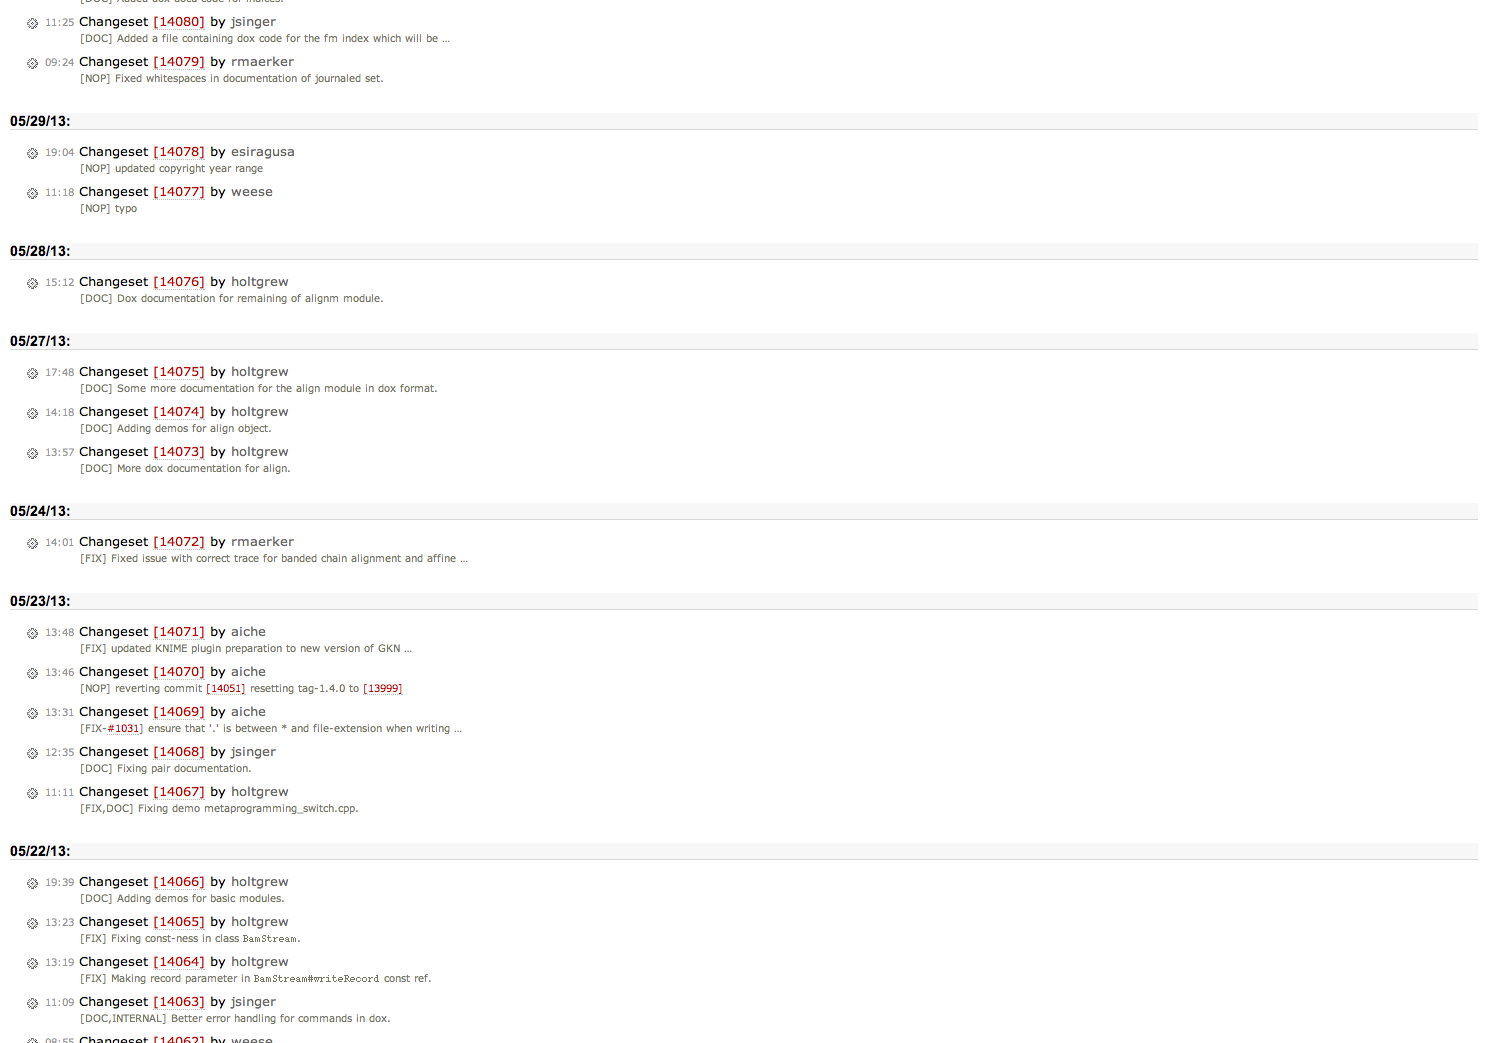 [DOC] Added dox docu code for indices.
11:25 Changeset [14080] by jsinger
[DOC] Added a file containing dox code for the fm index which will be …
09:24 Changeset [14079] by rmaerker
[NOP] Fixed whitespaces in documentation of journaled set.
05/29/13:
19:04 Changeset [14078] by esiragusa
[NOP] updated copyright year range
11:18 Changeset [14077] by weese
[NOP] typo
05/28/13:
15:12 Changeset [14076] by holtgrew
[DOC] Dox documentation for remaining of alignm module.
05/27/13:
17:48 Changeset [14075] by holtgrew
[DOC] Some more documentation for the align module in dox format.
14:18 Changeset [14074] by holtgrew
[DOC] Adding demos for align object.
13:57 Changeset [14073] by holtgrew
[DOC] More dox documentation for align.
05/24/13:
14:01 Changeset [14072] by rmaerker
[FIX] Fixed issue with correct trace for banded chain alignment and affine …
05/23/13:
13:48 Changeset [14071] by aiche
[FIX] updated KNIME plugin preparation to new version of GKN …
13:46 Changeset [14070] by aiche
[NOP] reverting commit [14051] resetting tag-1.4.0 to [13999]
13:31 Changeset [14069] by aiche
[FIX-#1031] ensure that '.' is between * and file-extension when writing …
12:35 Changeset [14068] by jsinger
[DOC] Fixing pair documentation.
11:11 Changeset [14067] by holtgrew
[FIX,DOC] Fixing demo metaprogramming_switch.cpp.
05/22/13:
19:39 Changeset [14066] by holtgrew
[DOC] Adding demos for basic modules.
13:23 Changeset [14065] by holtgrew
[FIX] Fixing const-ness in class BamStream.
13:19 Changeset [14064] by holtgrew
[FIX] Making record parameter in BamStream#writeRecord const ref.
11:09 Changeset [14063] by jsinger
[DOC,INTERNAL] Better error handling for commands in dox.
08:55 Changeset [14062] by weese